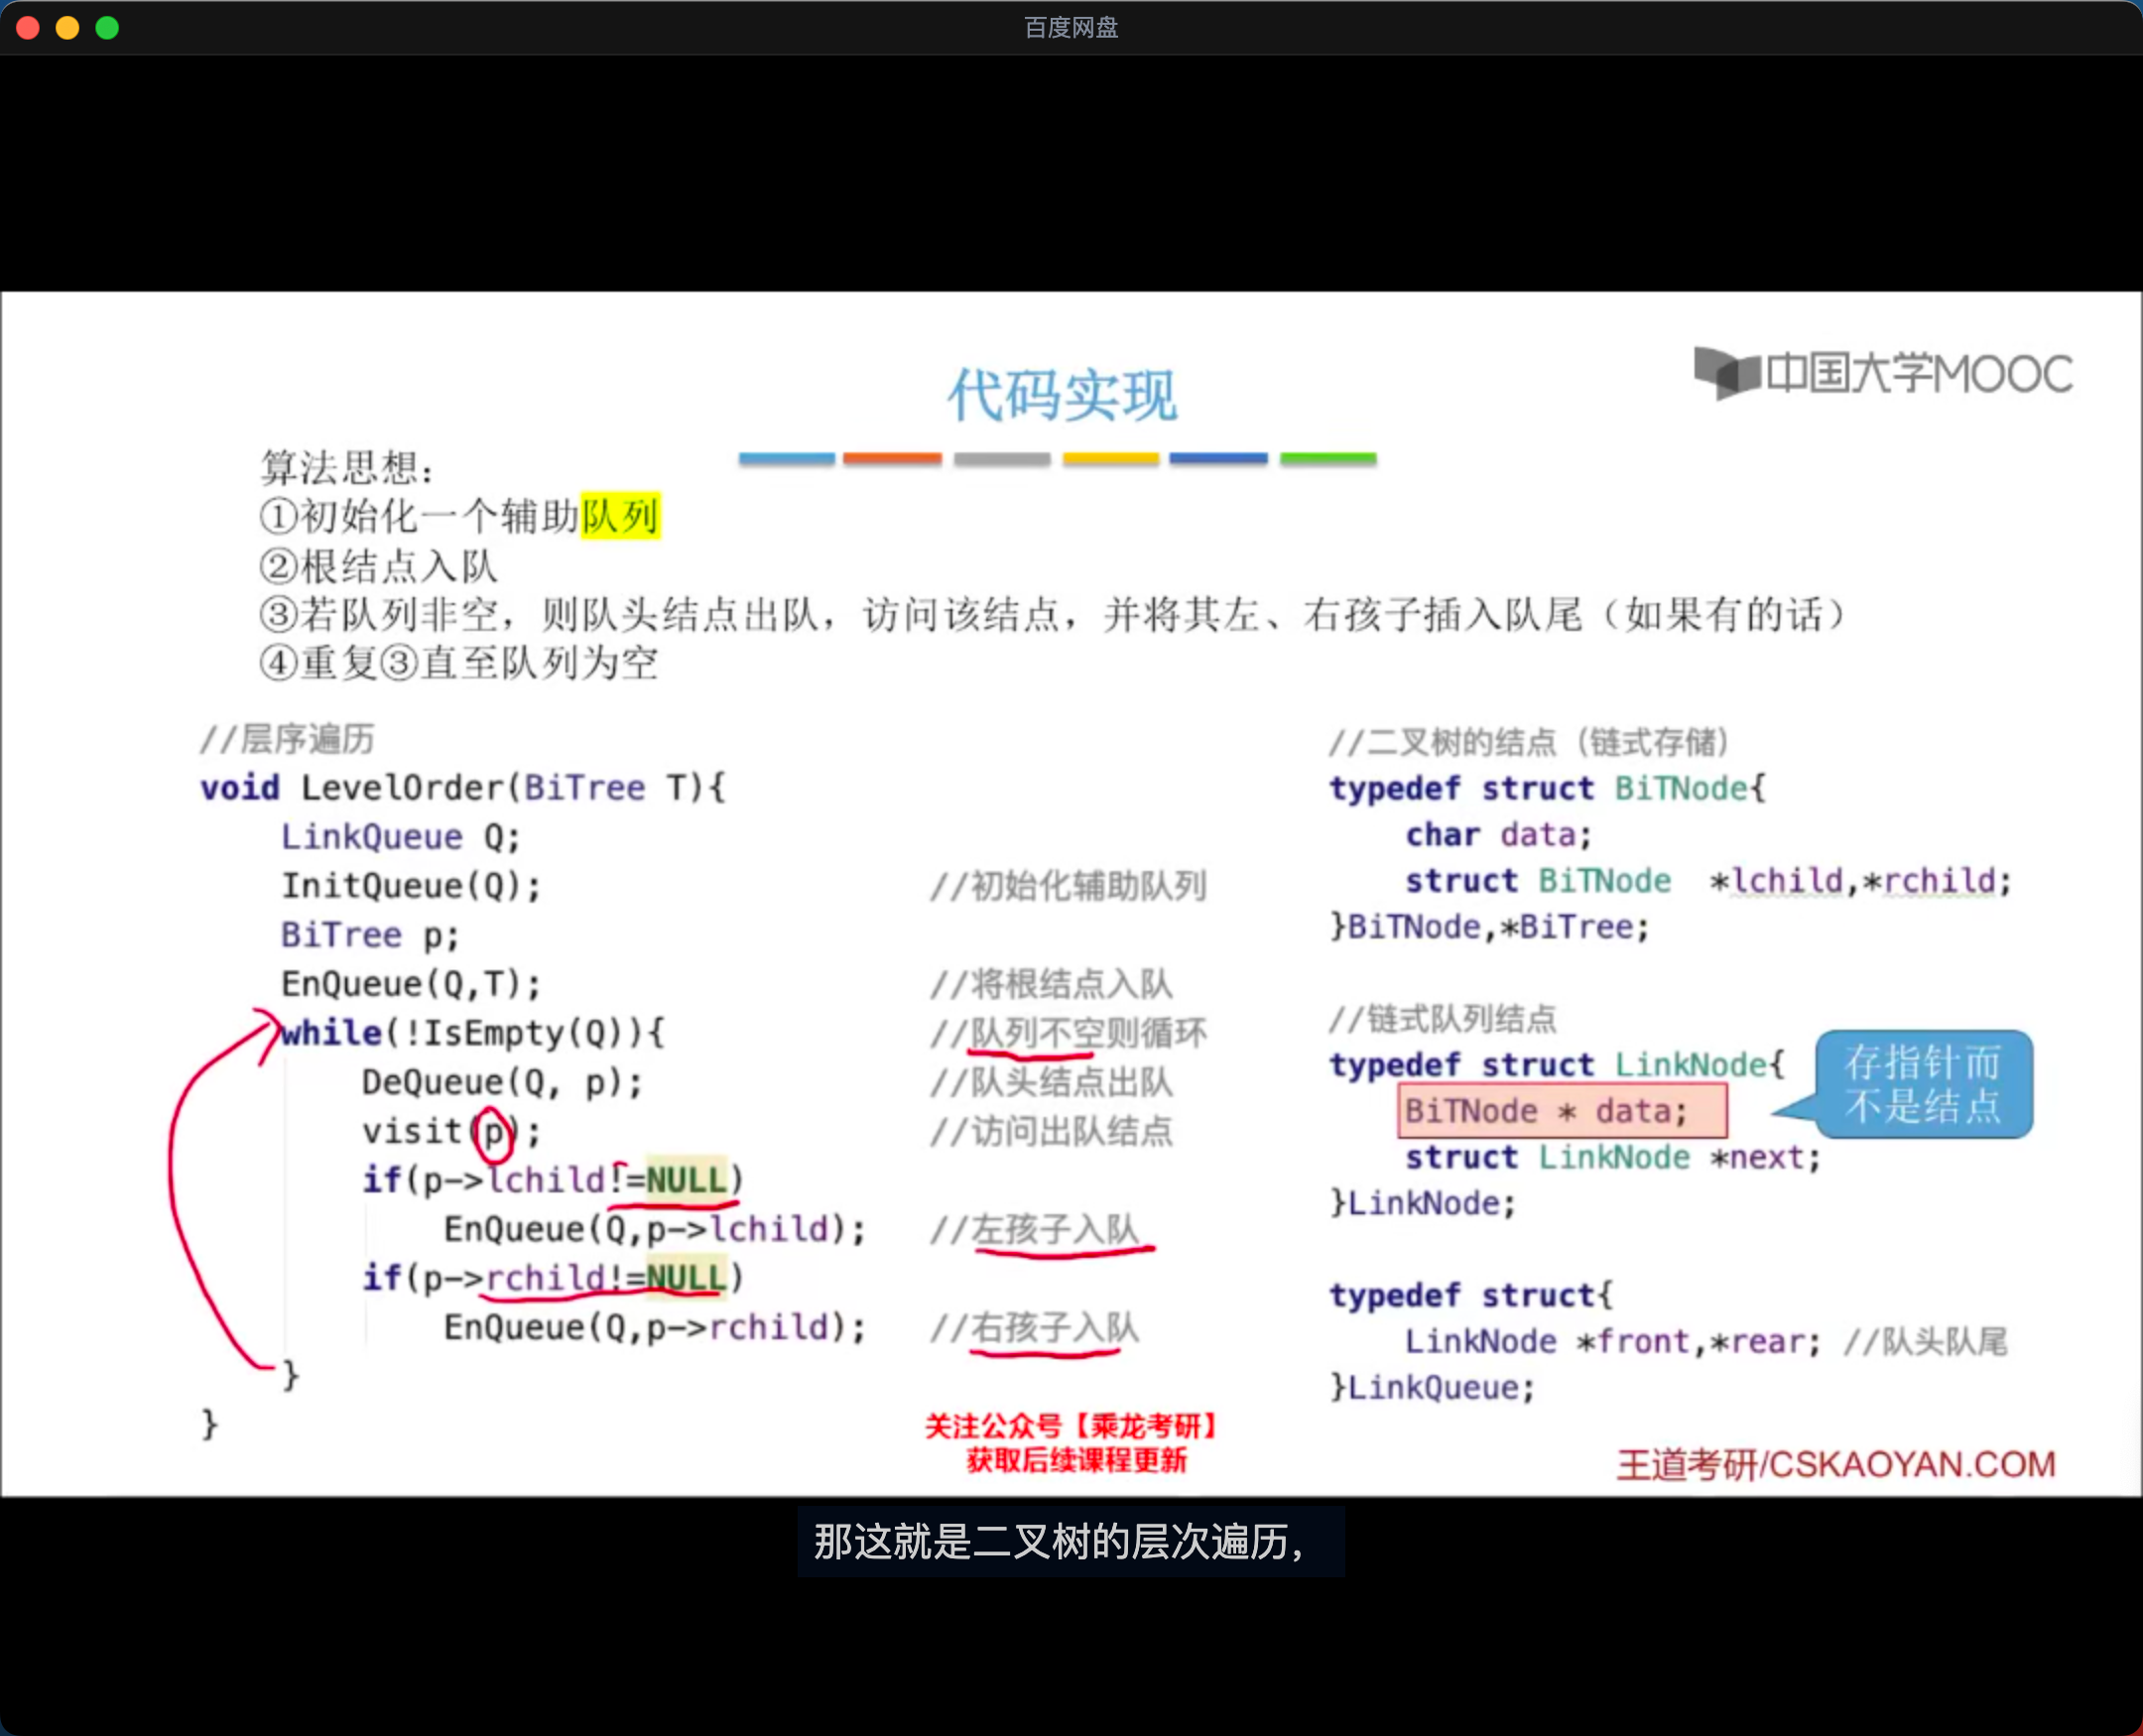 百度网盘
中国大学MOOC
代码实现
算法思想：
①初始化一个辅助队列
②根结点入队
③若队列非空，则队头结点出队，访问该结点，并将其左、右孩子插入队尾（如果有的话）
④重复③直至队列为空
//层序遍历
void LevelOrder(BiTree T){
LinkQueue Q;
InitQueue(Q); //初始化辅助队列
BiTree p;
EnQueue(Q,T); //将根结点入队
while(!IsEmpty(Q)){ //队列不空则循环
DeQueue(Q, p); //队头结点出队
visit(p); //访问出队结点
if(p->lchild!=NULL)
EnQueue(Q,p->lchild); //左孩子入队
if(p->rchild!=NULL)
EnQueue(Q,p->rchild); //右孩子入队
}
}
//二叉树的结点（链式存储）
typedef struct BiTNode{
char data;
struct BiTNode *lchild,*rchild;
}BiTNode,*BiTree;
//链式队列结点
typedef struct LinkNode{
BiTNode * data;
struct LinkNode *next;
}LinkNode;
存指针而
不是结点
typedef struct{
LinkNode *front,*rear; //队头队尾
}LinkQueue;
关注公众号【乘龙考研】
获取后续课程更新
王道考研/CSKAOYAN.COM
那这就是二叉树的层次遍历，